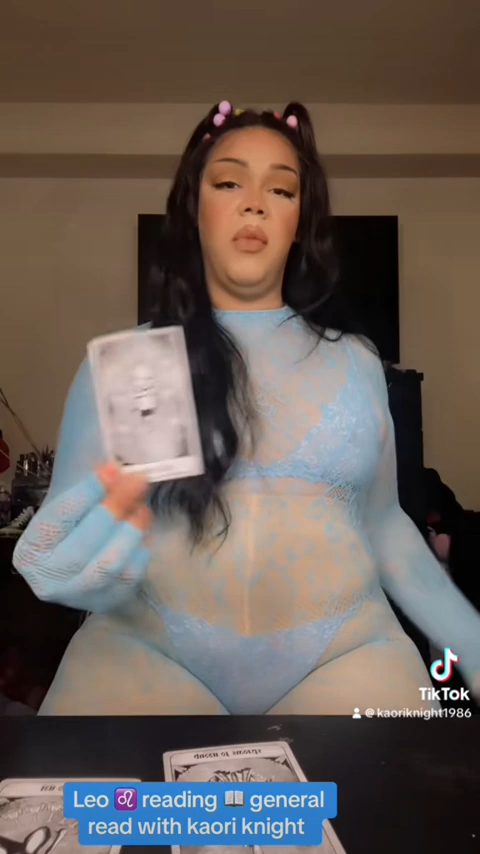 TikTok
@kaoriknight1986
Leo ♌ reading 📖 general
read with kaori knight